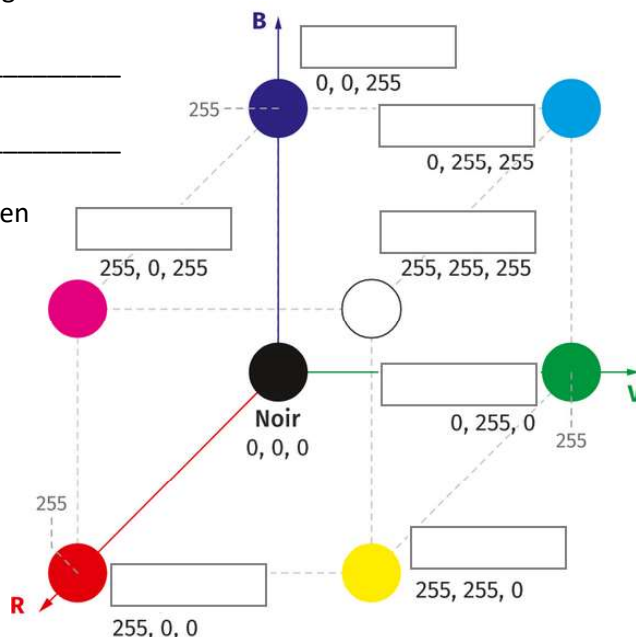 B
0, 0, 255
255
0, 255, 255
en
255, 0, 255
255, 255, 255
Noir
0, 0, 0
0, 255, 0
V
255
255
255, 255, 0
R
255, 0, 0